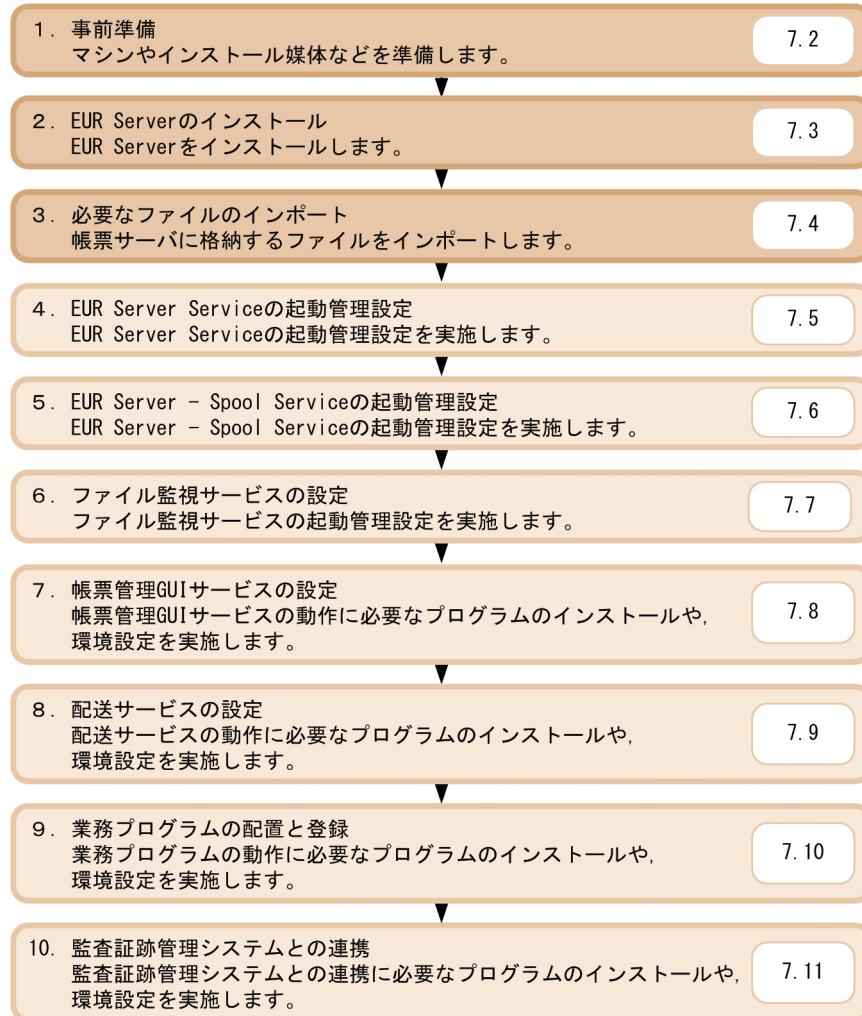 1. 事前準備
マシンやインストール媒体などを準備します。
7.2
2. EUR Serverのインストール
EUR Serverをインストールします。
7.3
3. 必要なファイルのインポート
帳票サーバに格納するファイルをインポートします。
7.4
4. EUR Server Serviceの起動管理設定
EUR Server Serviceの起動管理設定を実施します。
7.5
5. EUR Server − Spool Serviceの起動管理設定
EUR Server − Spool Serviceの起動管理設定を実施します。
7.6
6. ファイル監視サービスの設定
ファイル監視サービスの起動管理設定を実施します。
7.7
7. 帳票管理GUIサービスの設定
帳票管理GUIサービスの動作に必要なプログラムのインストールや,
環境設定を実施します。
7.8
8. 配送サービスの設定
配送サービスの動作に必要なプログラムのインストールや,
環境設定を実施します。
7.9
9. 業務プログラムの配置と登録
業務プログラムの動作に必要なプログラムのインストールや,
環境設定を実施します。
7.10
10. 監査証跡管理システムとの連携
監査証跡管理システムとの連携に必要なプログラムのインストールや,
環境設定を実施します。
7.11